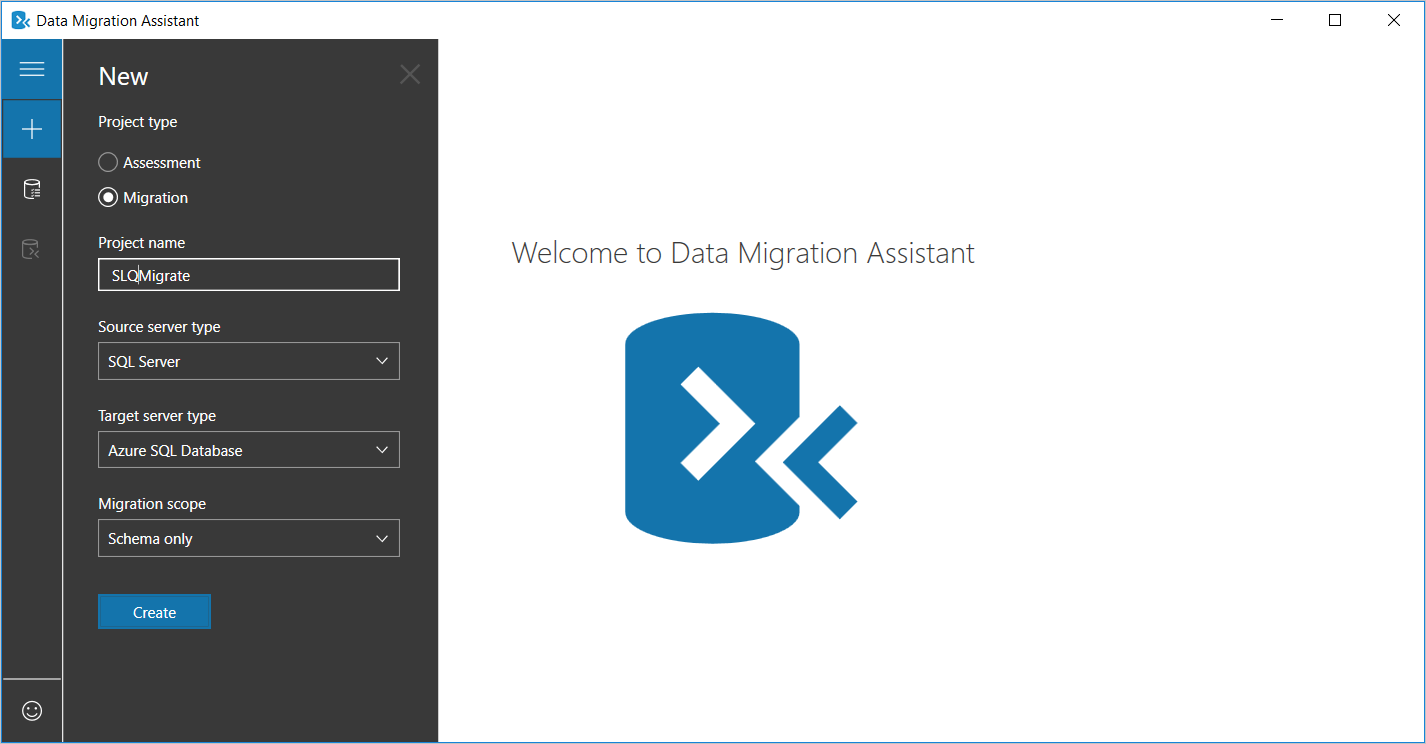 Data Migration Assistant
New
Project type
Assessment
Migration
Project name
SLQMigrate
Source server type
SQL Server
Target server type
Azure SQL Database
Migration scope
Schema only
Create
Welcome to Data Migration Assistant